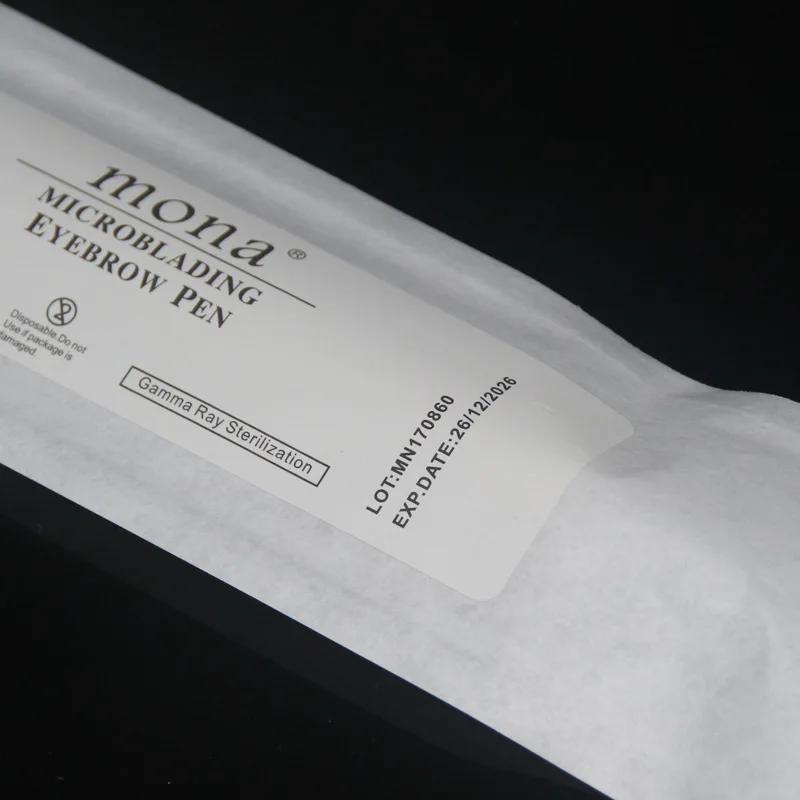 mona®
MICROBLADING
EYEBROW PEN
Disposable.Do not
Use if package is
damaged.
Gamma Ray Sterilization
LOT:MN170860
EXP.DATE:26/12/2026